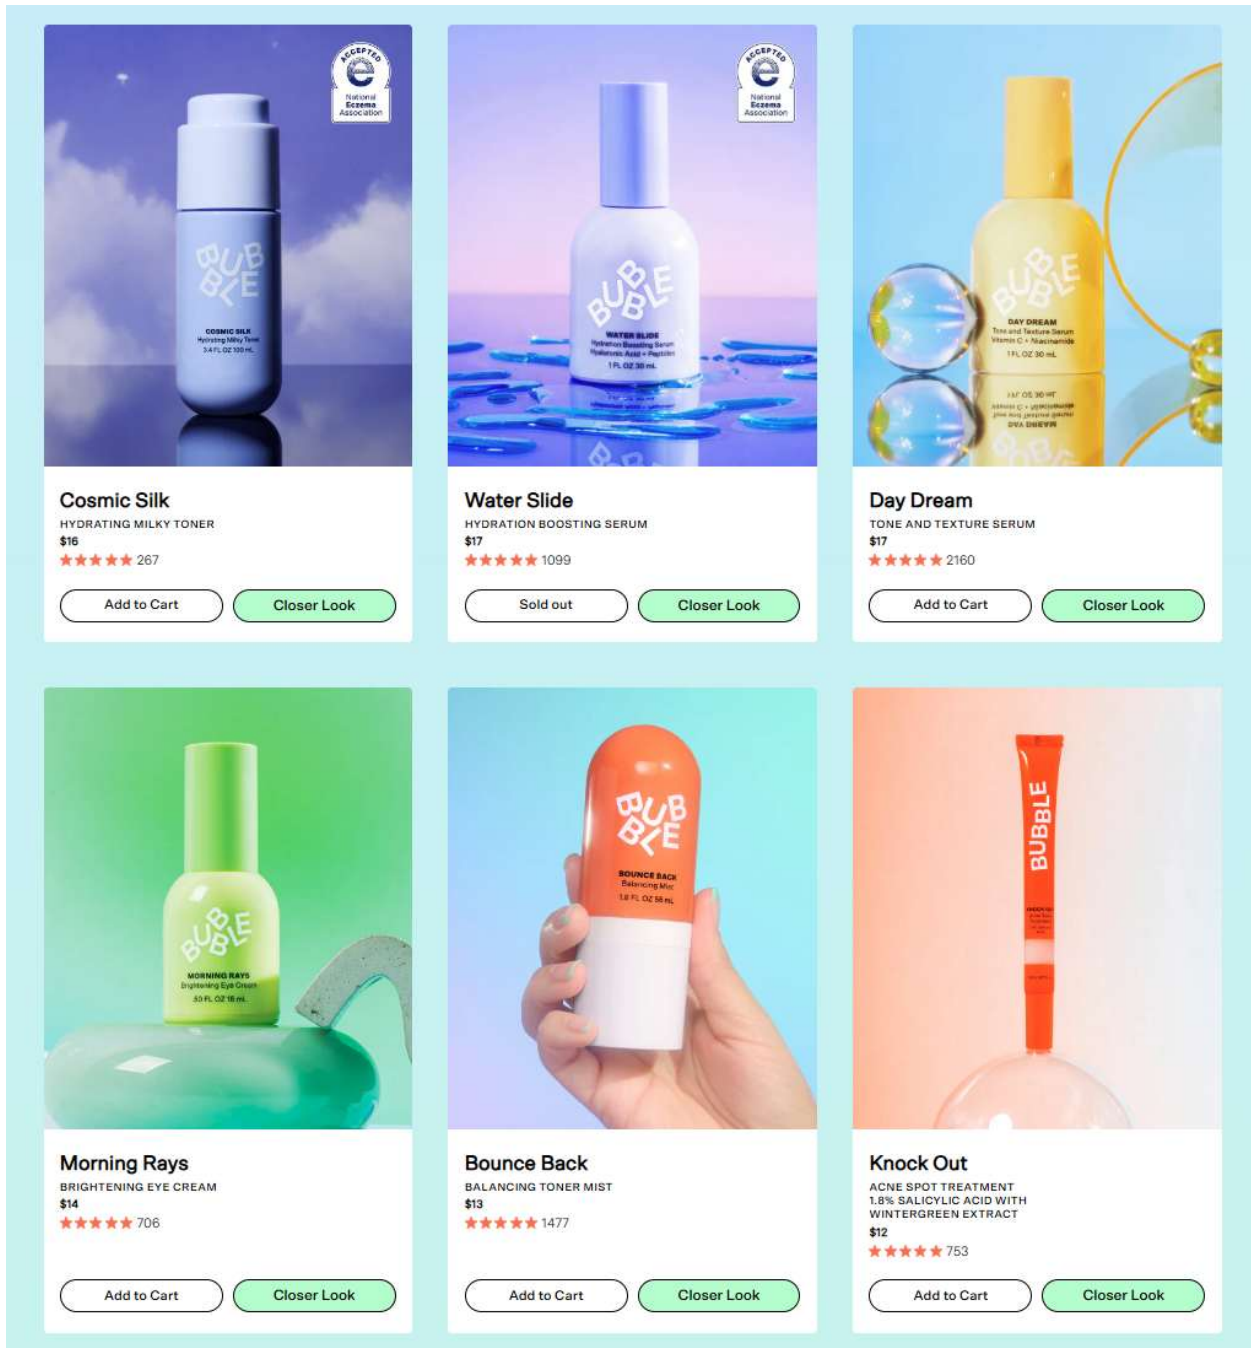 ACCEPTED
National
Eczema
Association
BUB
BLE
COSMIC SILK
Hydrating Milky Toner
3.4 FL OZ 100 mL
Cosmic Silk
HYDRATING MILKY TONER
$16
267
Add to Cart
Closer Look
ACCEPTED
National
Eczema
Association
BUBBLE
WATER SLIDE
Hydration Boosting Serum
Hyaluronic Acid + Peptides
1 FL OZ 30 mL
Water Slide
HYDRATION BOOSTING SERUM
$17
1099
Sold out
Closer Look
BUBBLE
DAY DREAM
Tone and Texture Serum
Vitamin C + Niacinamide
1 FL OZ 30 mL
Day Dream
TONE AND TEXTURE SERUM
$17
2160
Add to Cart
Closer Look
BUBBLE
MORNING RAYS
Brightening Eye Cream
.50 FL OZ 15 mL
Morning Rays
BRIGHTENING EYE CREAM
$14
706
Add to Cart
Closer Look
BUB
BLE
BOUNCE BACK
Balancing Mist
FL OZ 55 mL
Bounce Back
BALANCING TONER MIST
$13
1477
Add to Cart
Closer Look
BUBBLE
Knock Out
ACNE SPOT TREATMENT
1.8% SALICYLIC ACID WITH
WINTERGREEN EXTRACT
$12
753
Add to Cart
Closer Look